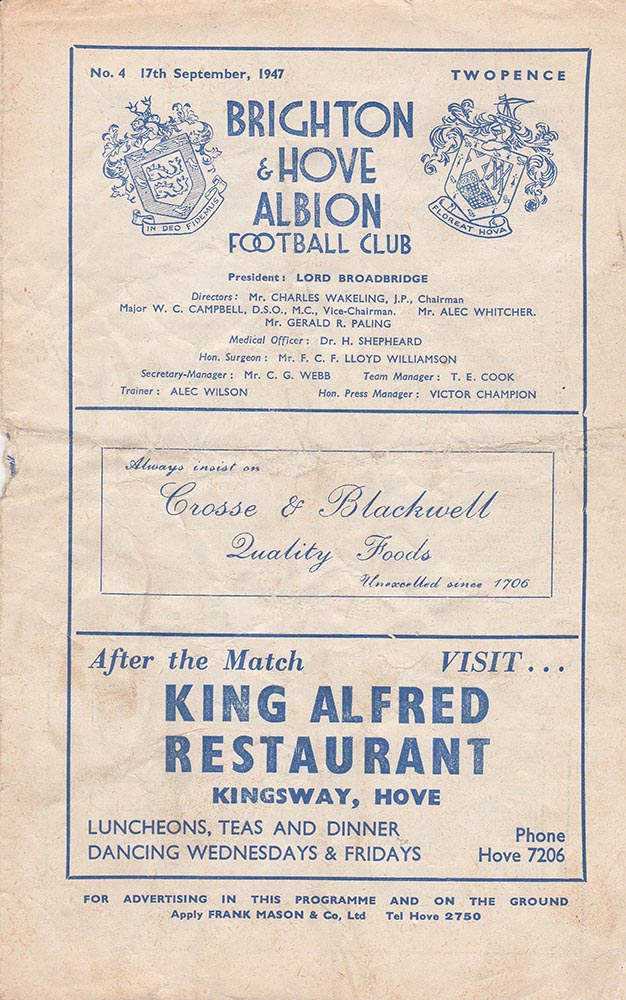 No. 4 17th September, 1947
TWOPENCE
BRIGHTON
& HOVE
ALBION
FOOTBALL CLUB
IN DEO FIDEMUS
FLOREAT HOVA
President: LORD BROADBRIDGE
Directors: Mr. CHARLES WAKELING, J.P., Chairman
Major W. C. CAMPBELL, D.S.O., M.C., Vice-Chairman. Mr. ALEC WHITCHER.
Mr. GERALD R. PALING
Medical Officer: Dr. H. SHEPHEARD
Hon. Surgeon: Mr. F. C. F. LLOYD WILLIAMSON
Secretary-Manager: Mr. C. G. WEBB Team Manager: T. E. COOK
Trainer: ALEC WILSON Hon. Press Manager: VICTOR CHAMPION
Always insist on
Crosse & Blackwell
Quality Foods
Unexcelled since 1706
After the Match VISIT...
KING ALFRED
RESTAURANT
KINGSWAY, HOVE
LUNCHEONS, TEAS AND DINNER
DANCING WEDNESDAYS & FRIDAYS
Phone
Hove 7206
FOR ADVERTISING IN THIS PROGRAMME AND ON THE GROUND
Apply FRANK MASON & Co, Ltd Tel Hove 2750